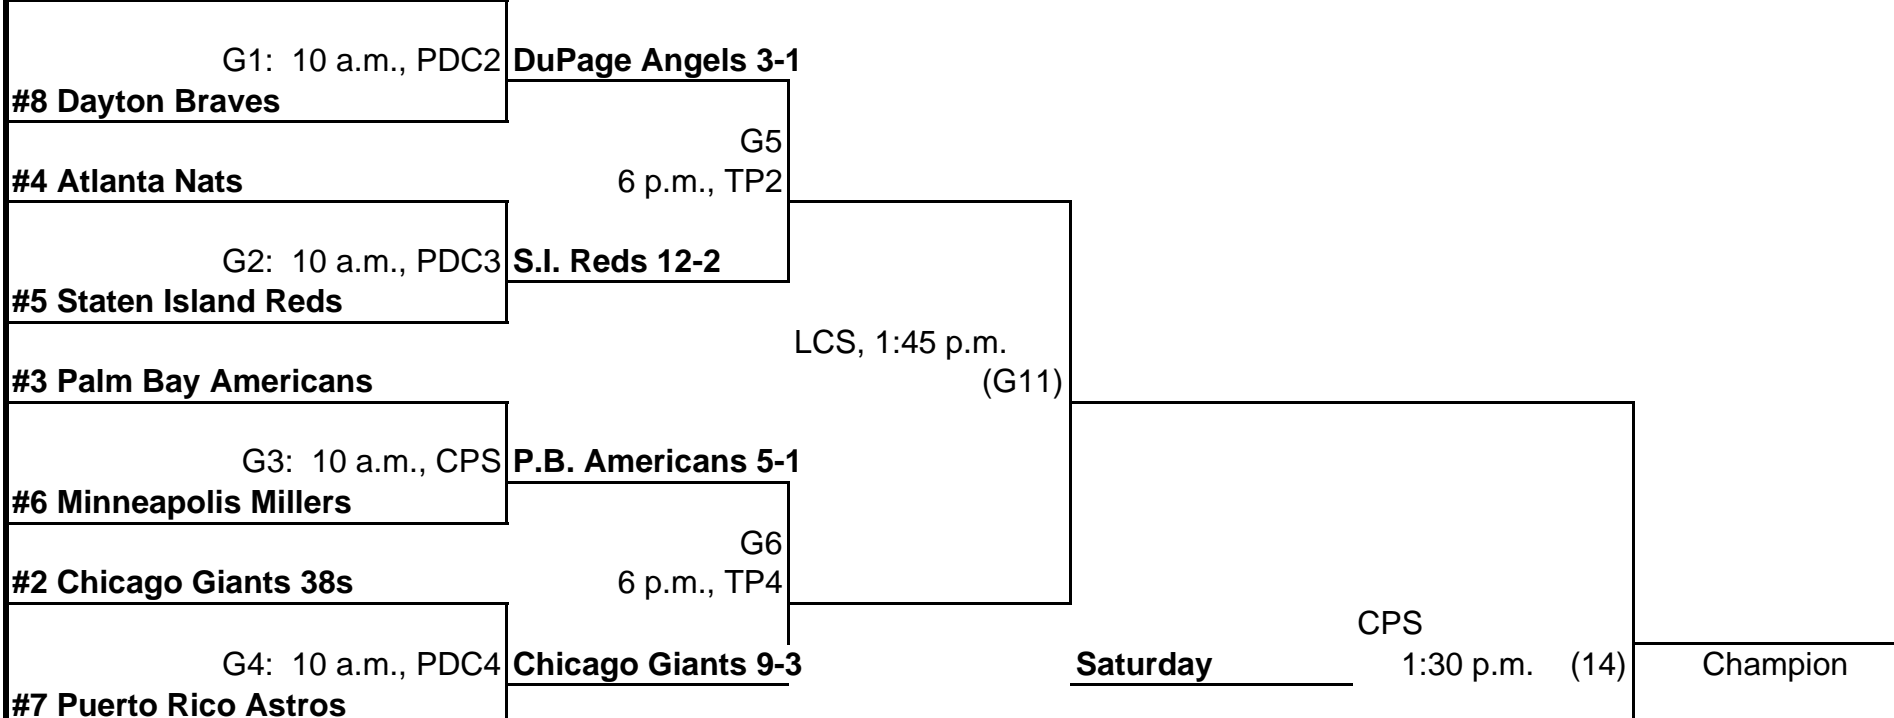 G1:  10 a.m., PDC2 DuPage Angels 3-1
#8 Dayton Braves
G5
#4 Atlanta Nats 6 p.m., TP2
G2:  10 a.m., PDC3 S.I. Reds 12-2
#5 Staten Island Reds
LCS, 1:45 p.m.
#3 Palm Bay Americans (G11)
G3:  10 a.m., CPS P.B. Americans 5-1
#6 Minneapolis Millers
G6
#2 Chicago Giants 38s 6 p.m., TP4
CPS
G4:  10 a.m., PDC4 Chicago Giants 9-3 Saturday 1:30 p.m. (14) Champion
#7 Puerto Rico Astros